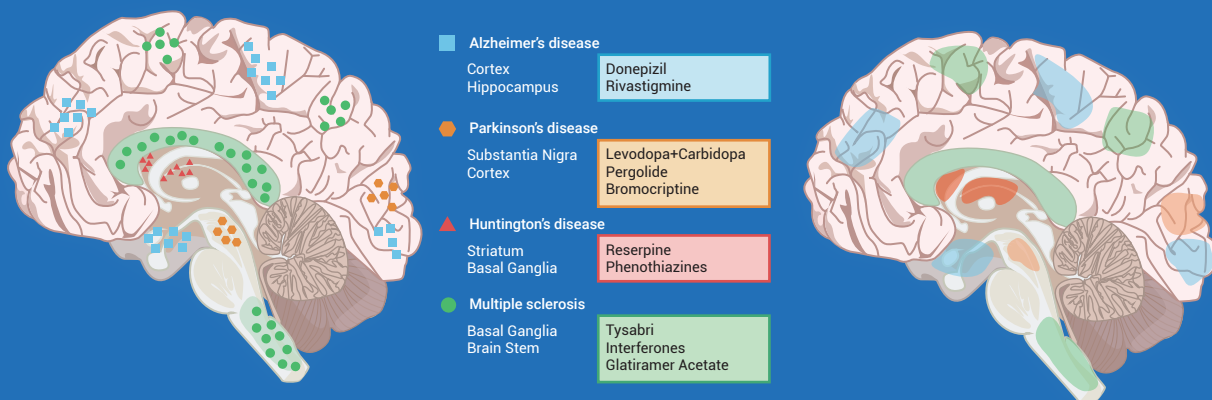 Alzheimer's disease
Cortex
Hippocampus
Donepizil
Rivastigmine
Parkinson's disease
Substantia Nigra
Cortex
Levodopa+Carbidopa
Pergolide
Bromocriptine
Huntington's disease
Striatum
Basal Ganglia
Reserpine
Phenothiazines
Multiple sclerosis
Basal Ganglia
Brain Stem
Tysabri
Interferones
Glatiramer Acetate